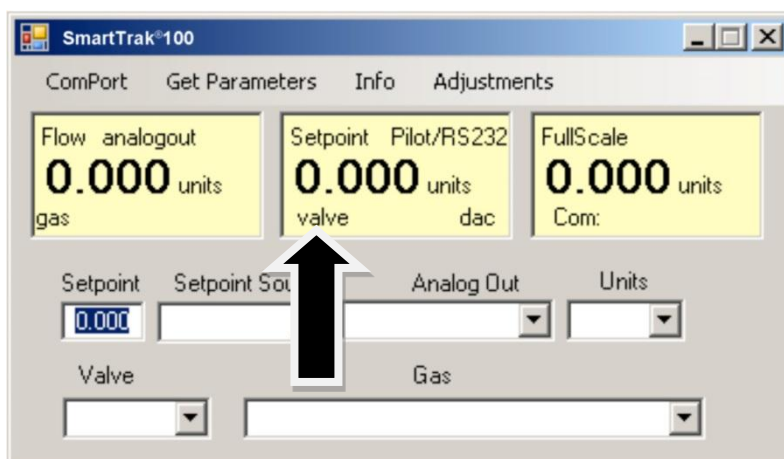 SmartTrak®100
ComPort Get Parameters Info Adjustments
Flow analogout
0.000 units
gas
Setpoint Pilot/RS232
0.000 units
valve dac
FullScale
0.000 units
Com:
Setpoint Setpoint Analog Out Units
0.000
Valve Gas